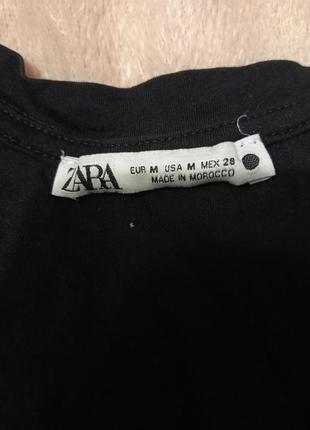 ZARA
EUR M USA M MEX 28
MADE IN MOROCCO